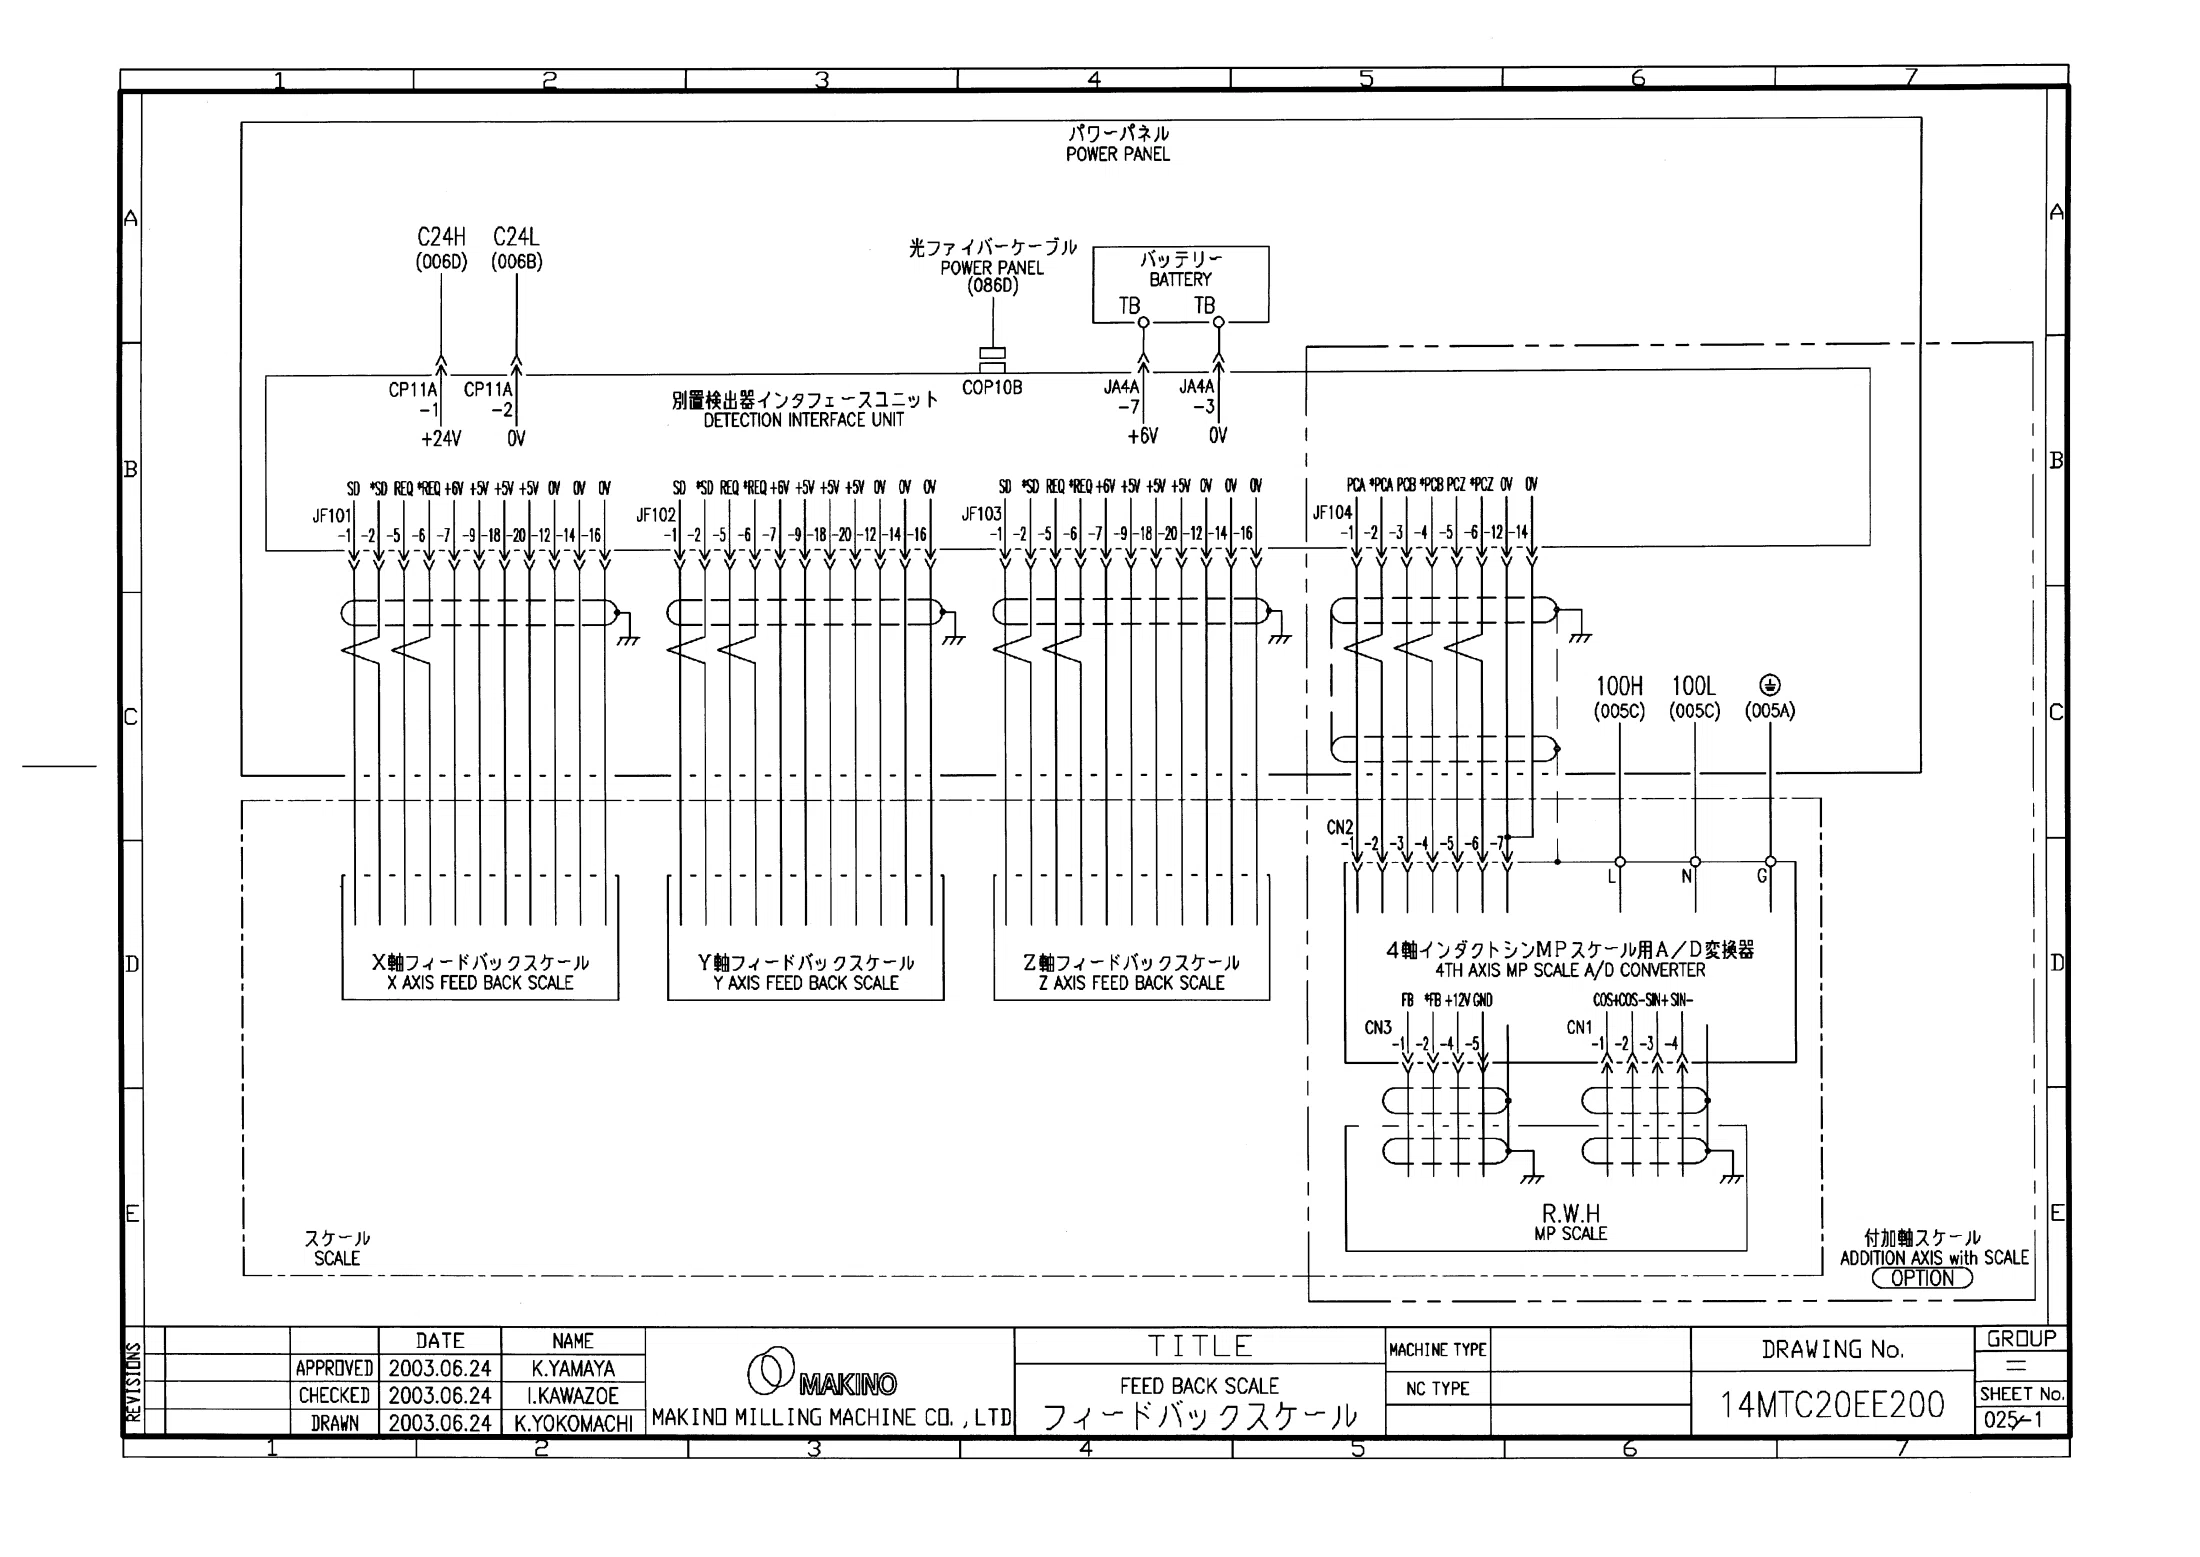 1 2 3 4 5 6 7
パワーパネル
POWER PANEL
A A
C24H C24L
(006D) (006B)
光ファイバーケーブル
POWER PANEL
(086D)
バッテリー
BATTERY
TB TB
CP11A CP11A
-1 -2
+24V 0V
別置検出器インタフェースユニット
DETECTION INTERFACE UNIT
COP10B
JA4A JA4A
-7 -3
+6V 0V
B B
SD *SD REQ *REQ +6V +5V +5V +5V 0V 0V 0V
JF101
-1 -2 -5 -6 -7 -9 -18 -20 -12 -14 -16
SD *SD REQ *REQ +6V +5V +5V +5V 0V 0V 0V
JF102
-1 -2 -5 -6 -7 -9 -18 -20 -12 -14 -16
SD *SD REQ *REQ +6V +5V +5V +5V 0V 0V 0V
JF103
-1 -2 -5 -6 -7 -9 -18 -20 -12 -14 -16
PCA *PCA PCB *PCB PCZ *PCZ 0V 0V
JF104
-1 -2 -3 -4 -5 -6 -12 -14
C C
100H 100L
(005C) (005C) (005A)
CN2
-1 -2 -3 -4 -5 -6 -7
L N G
D D
X軸フィードバックスケール
X AXIS FEED BACK SCALE
Y軸フィードバックスケール
Y AXIS FEED BACK SCALE
Z軸フィードバックスケール
Z AXIS FEED BACK SCALE
4軸インダクトシンMPスケール用A/D変換器
4TH AXIS MP SCALE A/D CONVERTER
FB *FB +12V GND
CN3
-1 -2 -4 -5
COS+ COS- SIN+ SIN-
CN1
-1 -2 -3 -4
E E
R.W.H
MP SCALE
スケール
SCALE
付加軸スケール
ADDITION AXIS with SCALE
OPTION
REVISIONS
DATE NAME
APPROVED 2003.06.24 K.YAMAYA
CHECKED 2003.06.24 I.KAWAZOE
DRAWN 2003.06.24 K.YOKOMACHI
MAKINO
MAKINO MILLING MACHINE CO.,LTD
TITLE
FEED BACK SCALE
フィードバックスケール
MACHINE TYPE
NC TYPE
DRAWING No.
14MTC20EE200
GROUP
=
SHEET No.
025-1
1 2 3 4 5 6 7